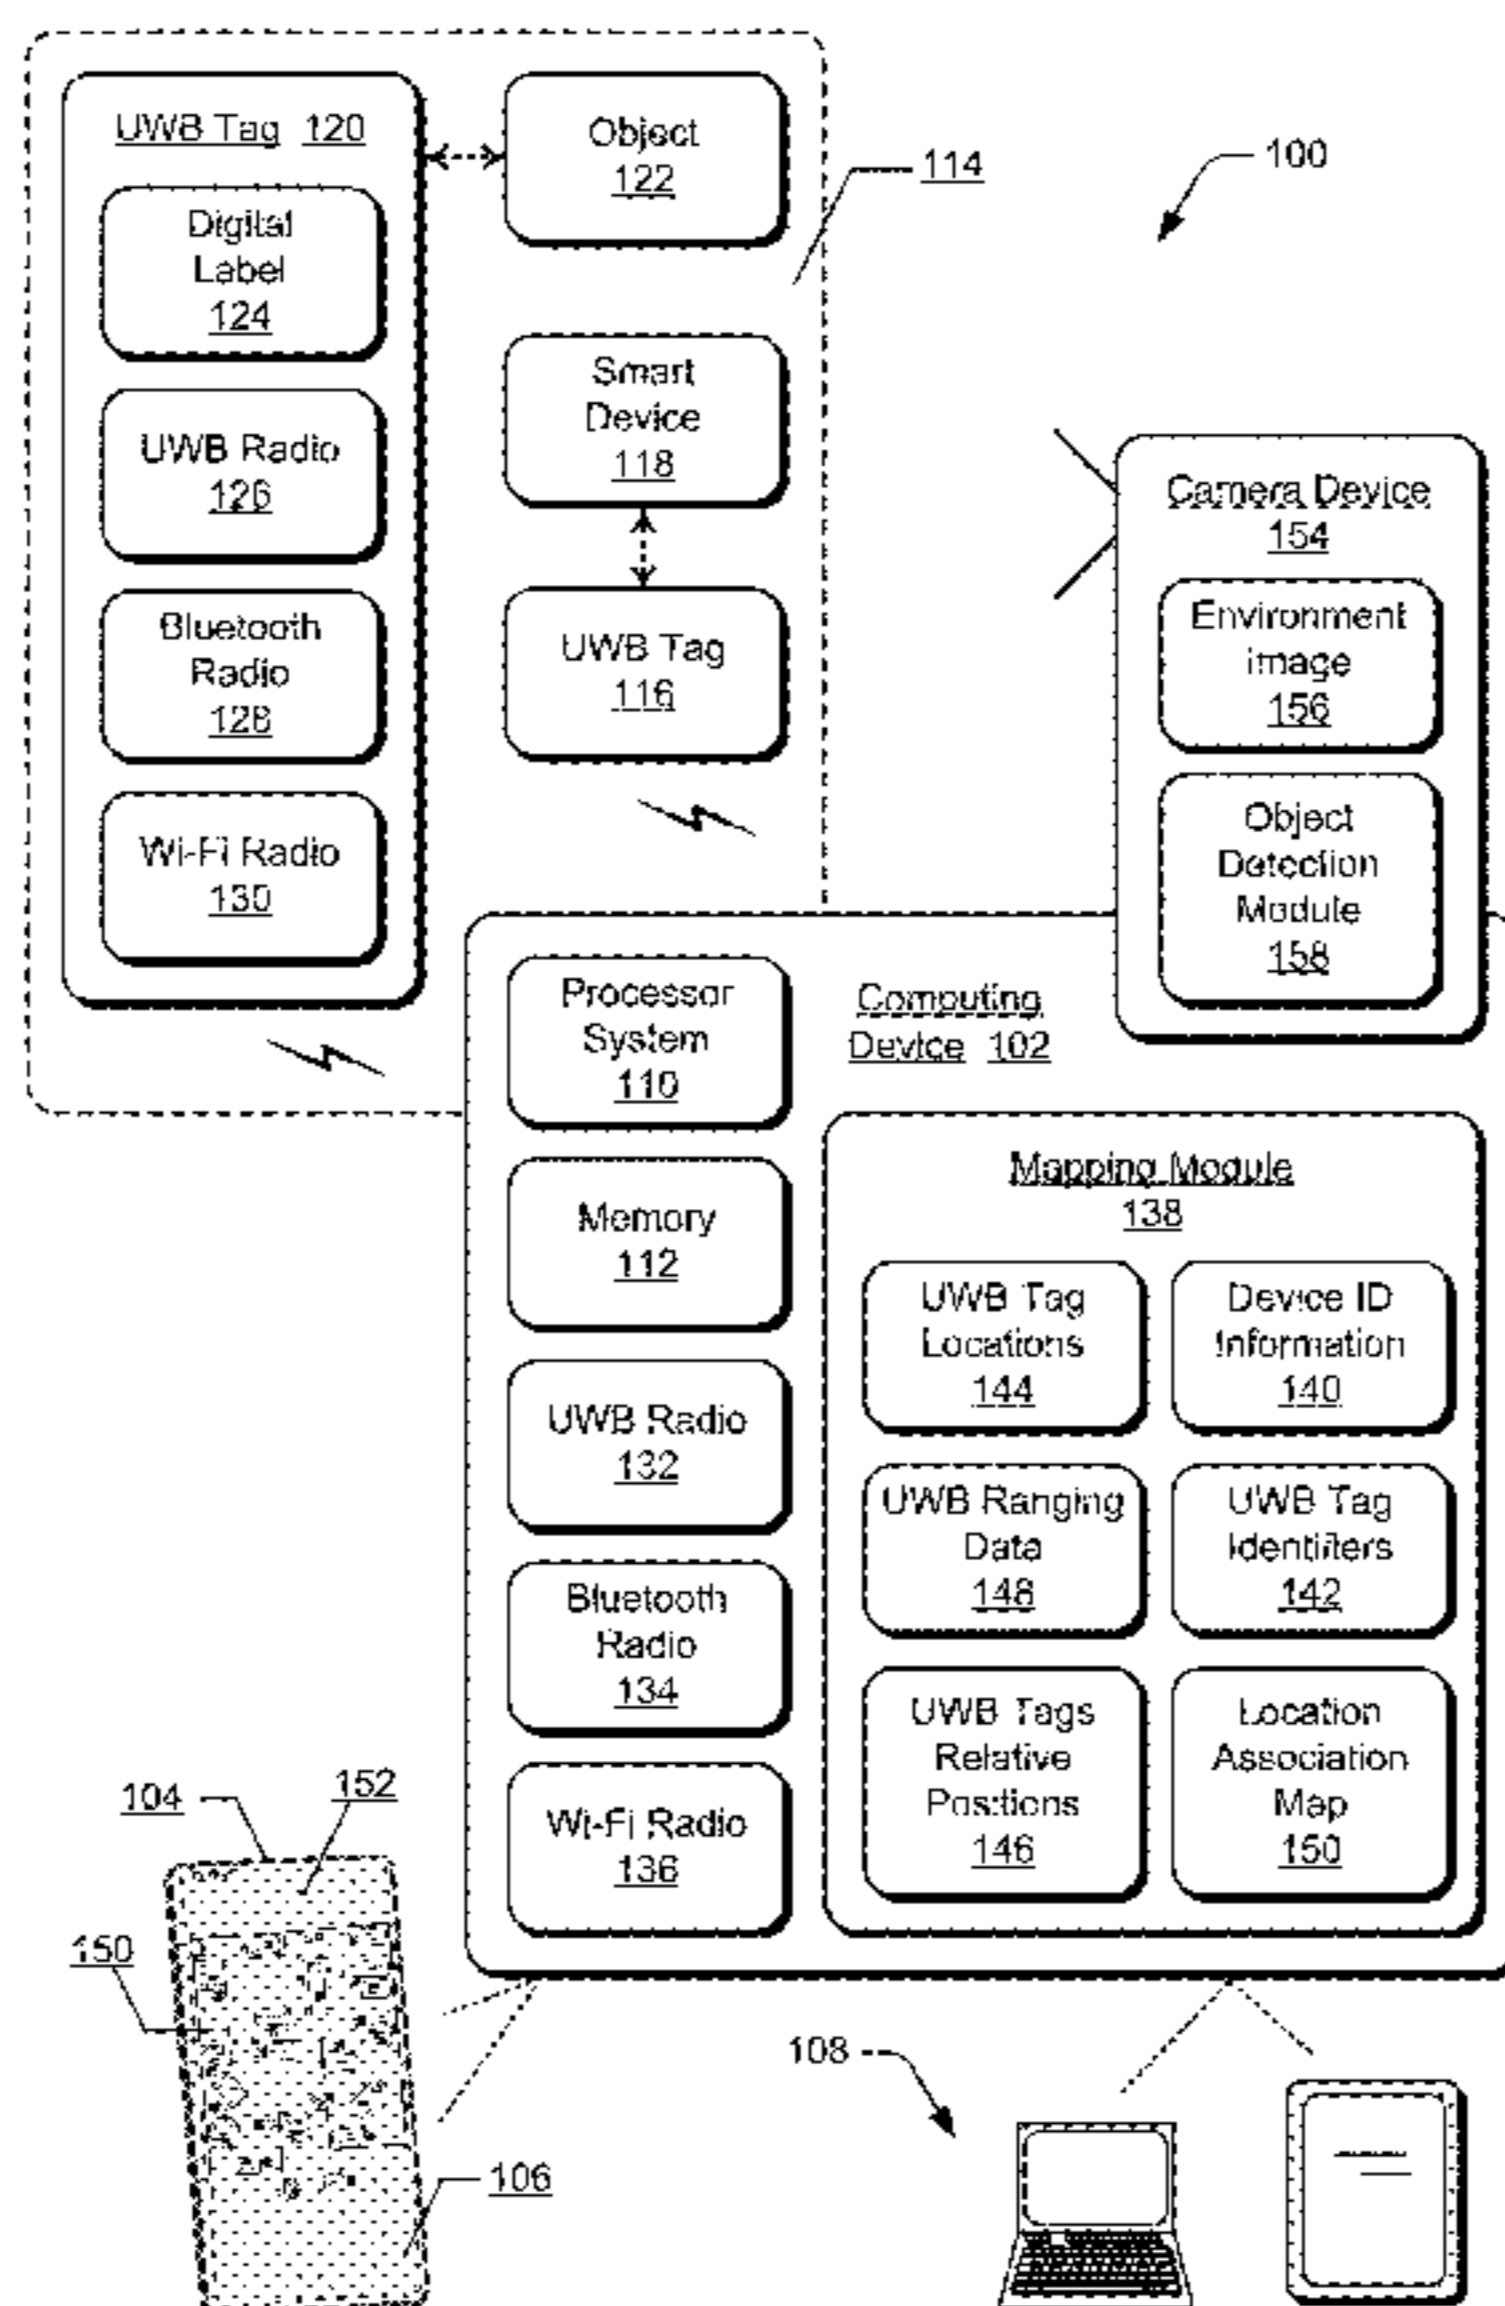 UWB Tag 120
Digital
Label
124
UWB Radio
126
Bluetooth
Radio
128
Wi-Fi Radio
130
Object
122
114
100
Smart
Device
118
UWB Tag
116
Camera Device
154
Environment
Image
156
Object
Detection
Module
158
Computing
Device 102
Processor
System
110
Memory
112
UWB Radio
132
Bluetooth
Radio
134
Wi-Fi Radio
136
Mapping Module
138
UWB Tag
Locations
144
Device ID
Information
140
UWB Ranging
Data
148
UWB Tag
Identifiers
142
UWB Tags
Relative
Positions
146
Location
Association
Map
150
104
152
150
106
108